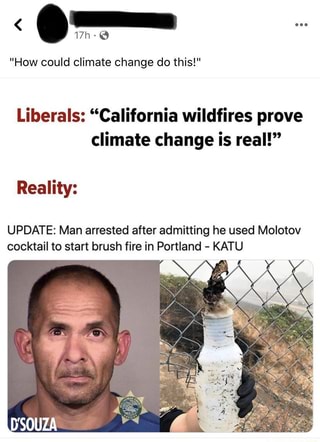 17h ·
"How could climate change do this!"
Liberals: “California wildfires prove
climate change is real!”
Reality:
UPDATE: Man arrested after admitting he used Molotov
cocktail to start brush fire in Portland - KATU
D'SOUZA